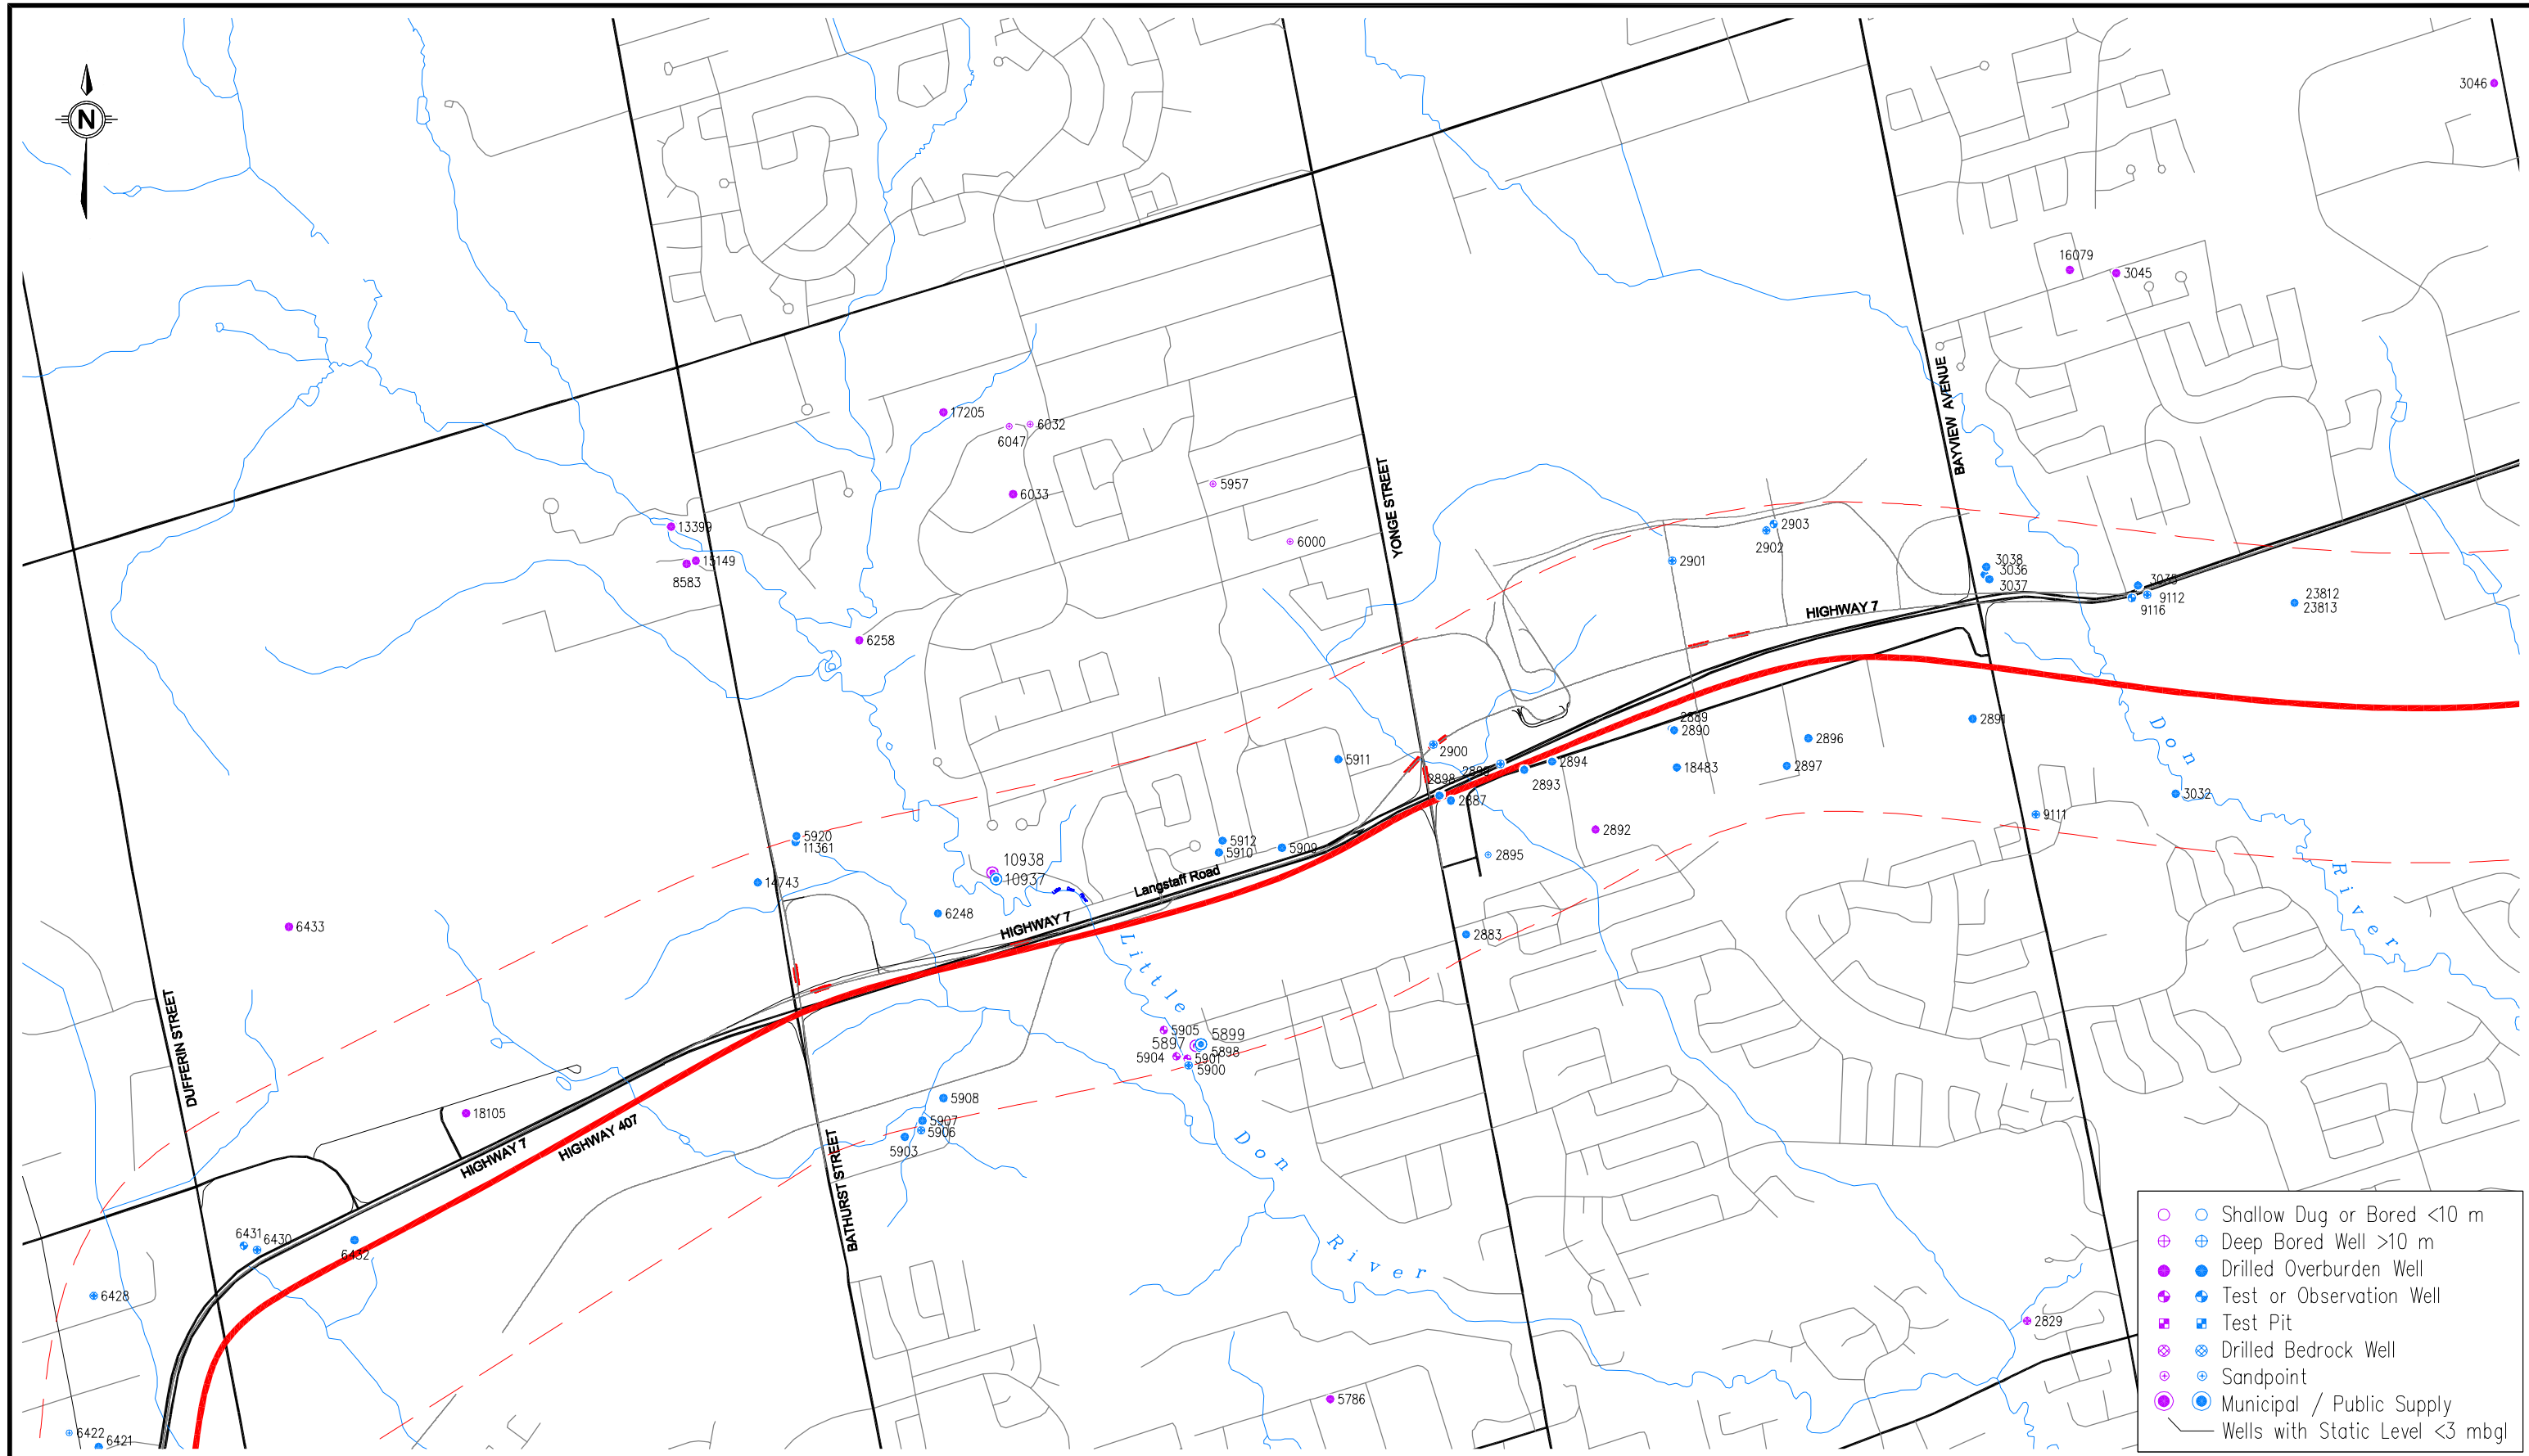 N
3046
16079
3045
17205
6032
6047
6033
5957
6000
13399
15149
8583
6258
YONGE STREET
BAYVIEW AVENUE
2903
2902
2901
3038
3036
3037
HIGHWAY 7
3035
9112
9116
23812
23813
2889
2890
2891
2896
2897
18483
2900
2898
2894
2893
2887
5911
D o n
3032
9111
2892
2895
5920
11361
5912
5910
5909
14743
10938
10937
Langstaff Road
6248
HIGHWAY 7
6433
2883
R i v e r
L i t t l e
DUFFERIN STREET
5905
5897
5899
5898
5904
5901
5900
18105
5908
5907
5906
5903
HIGHWAY 407
HIGHWAY 7
BATHURST STREET
D o n
R i v e r
6431
6430
6432
6428
6422
6421
2829
5786
Shallow Dug or Bored <10 m
Deep Bored Well >10 m
Drilled Overburden Well
Test or Observation Well
Test Pit
Drilled Bedrock Well
Sandpoint
Municipal / Public Supply
Wells with Static Level <3 mbgl